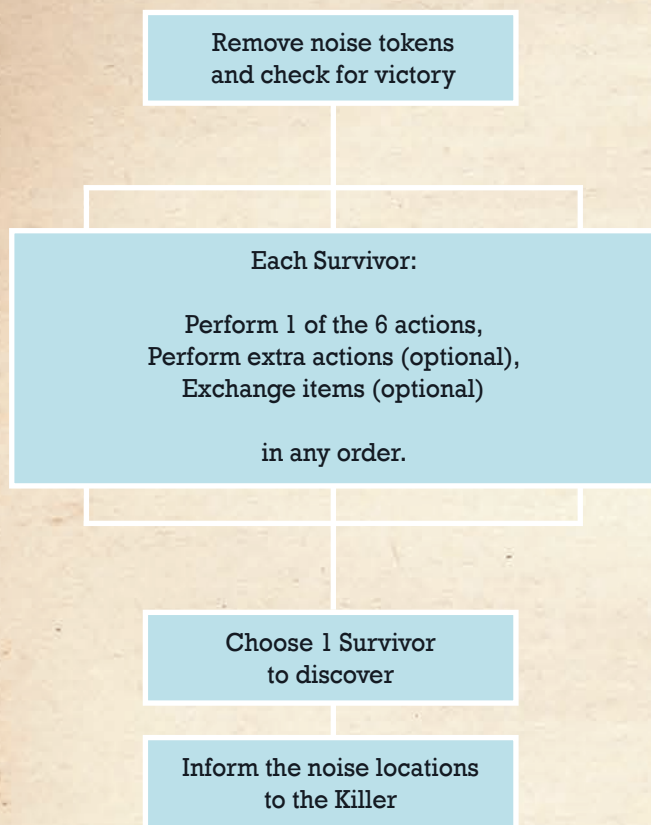 Remove noise tokens
and check for victory
Each Survivor:
Perform 1 of the 6 actions,
Perform extra actions (optional),
Exchange items (optional)
in any order.
Choose 1 Survivor
to discover
Inform the noise locations
to the Killer